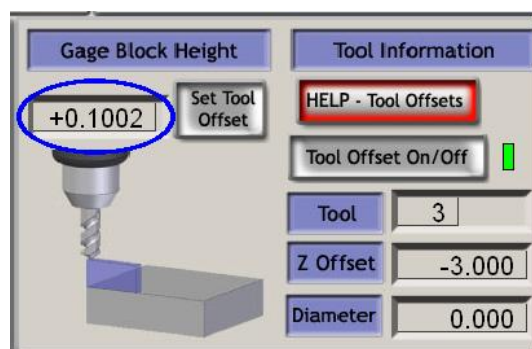 Gage Block Height
+0.1002
Set Tool
Offset
Tool Information
HELP - Tool Offsets
Tool Offset On/Off
Tool
3
Z Offset
-3.000
Diameter
0.000